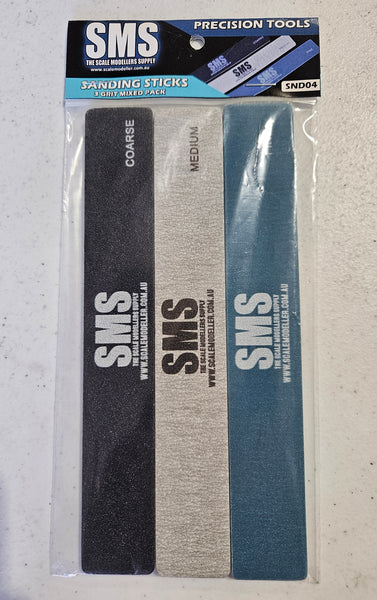 SMS
THE SCALE MODELLERS SUPPLY
www.scalemodeller.com.au
PRECISION TOOLS
SMS
SANDING STICKS
3 GRIT MIXED PACK
SND04
COARSE
MEDIUM
SMS
THE SCALE MODELLERS SUPPLY
WWW.SCALEMODELLER.COM.AU
SMS
THE SCALE MODELLERS SUPPLY
WWW.SCALEMODELLER.COM.AU
SMS
THE SCALE MODELLERS SUPPLY
WWW.SCALEMODELLER.COM.AU